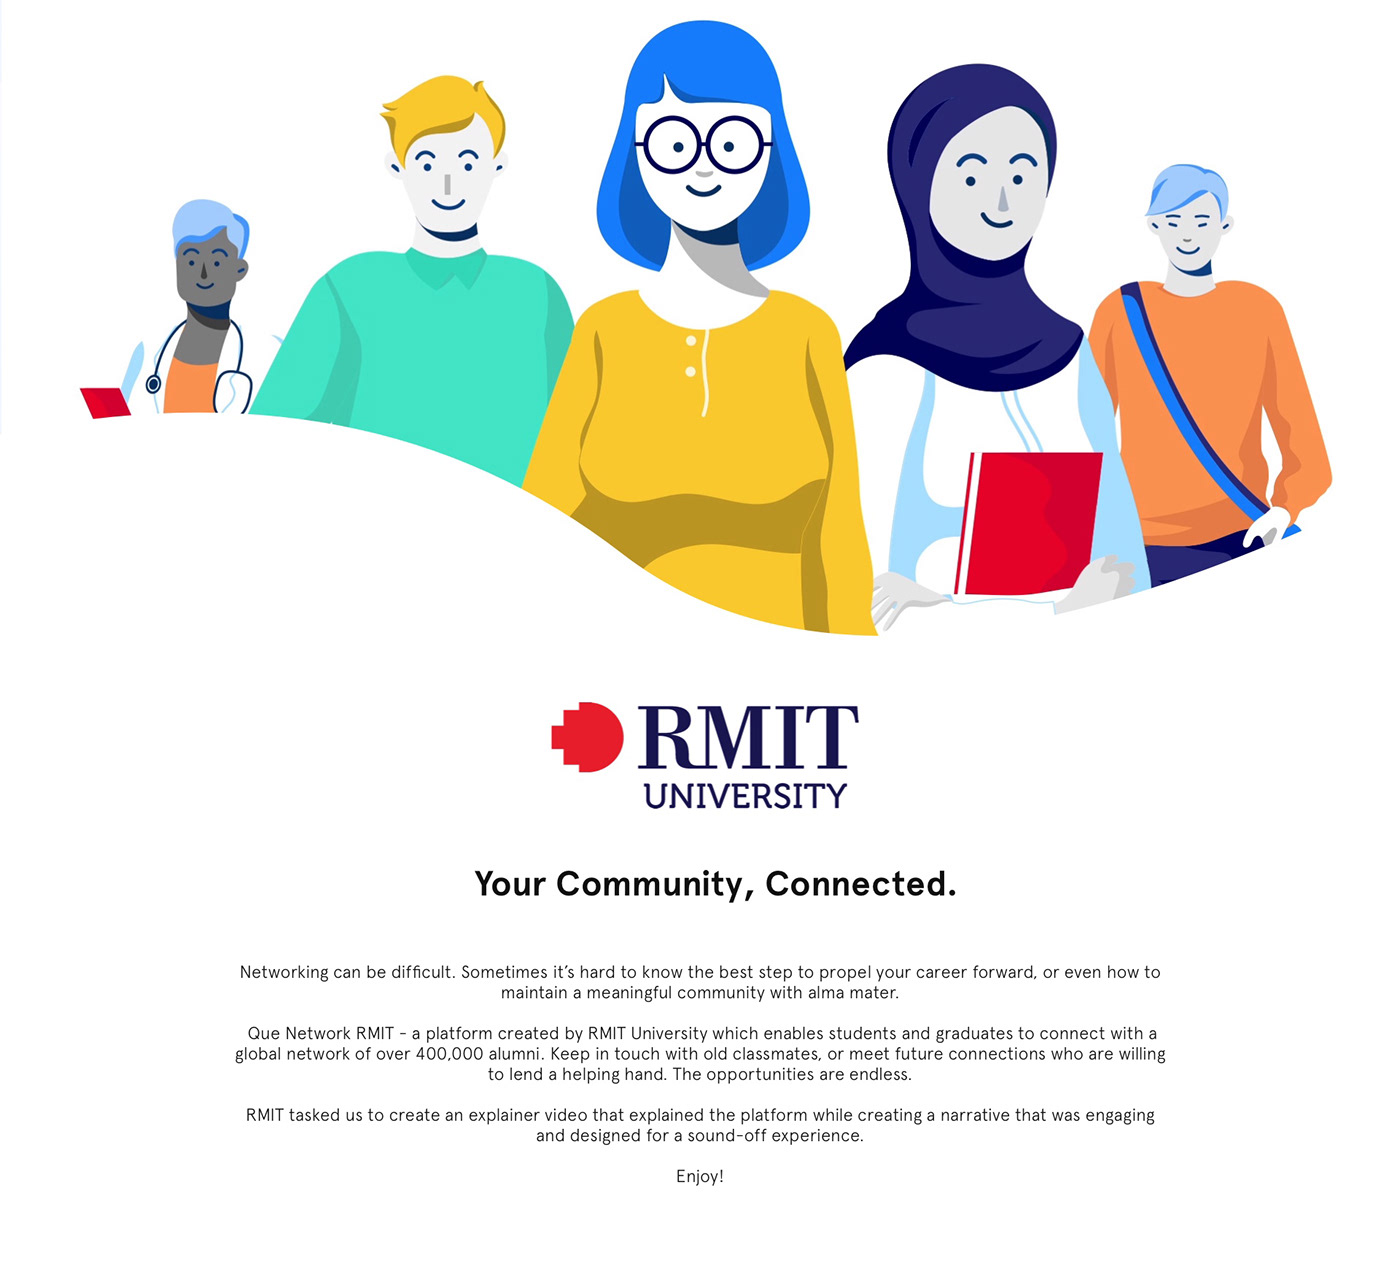 RMIT
UNIVERSITY
Your Community, Connected.
Networking can be difficult. Sometimes it's hard to know the best step to propel your career forward, or even how to
maintain a meaningful community with alma mater.
Que Network RMIT - a platform created by RMIT University which enables students and graduates to connect with a
global network of over 400,000 alumni. Keep in touch with old classmates, or meet future connections who are willing
to lend a helping hand. The opportunities are endless.
RMIT tasked us to create an explainer video that explained the platform while creating a narrative that was engaging
and designed for a sound-off experience.
Enjoy!